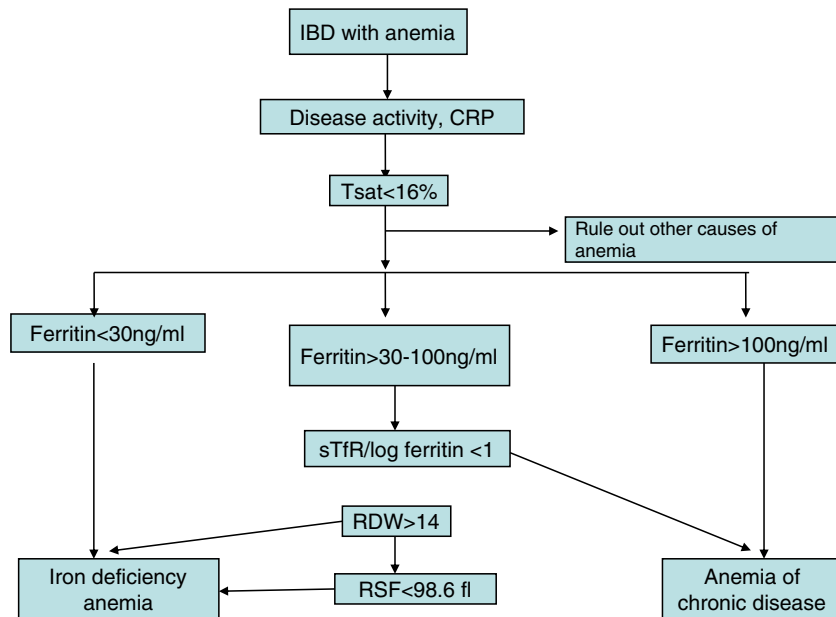 IBD with anemia
Disease activity, CRP
Tsat<16%
Rule out other causes of
anemia
Ferritin<30ng/ml
Ferritin>30-100ng/ml
Ferritin>100ng/ml
sTfR/log ferritin <1
RDW>14
Iron deficiency
anemia
RSF<98.6 fl
Anemia of
chronic disease